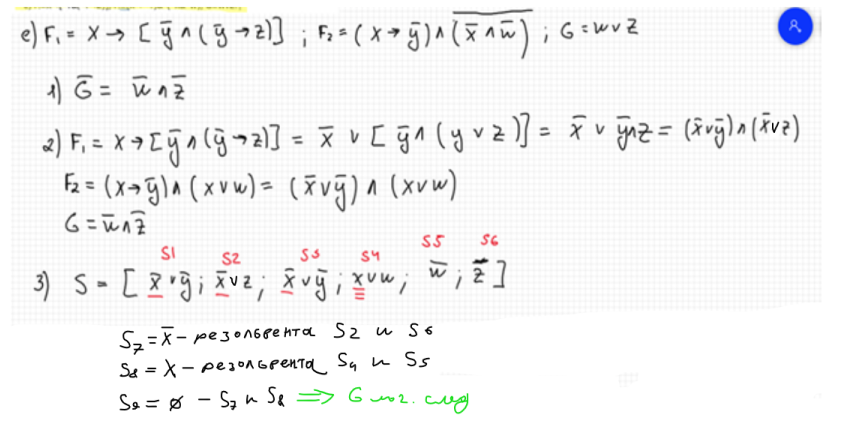 e) F₁ = x → [ y̅ ∧ ( y̅ → z)] ; F₂ = ( x → y̅ ) ∧ \overline{( x̅ ∧ w̅ )} ; G = w ∨ z
1) G̅ = w̅ ∧ z̅
2) F₁ = x → [ y̅ ∧ ( y̅ → z)] = x̅ ∨ [ y̅ ∧ ( y ∨ z )] = x̅ ∨ y̅∧z = (x̅∨y̅) ∧ (x̅∨z)
F₂ = (x → y̅) ∧ ( x ∨ w) = (x̅ ∨ y̅) ∧ (x ∨ w)
G = w̅ ∧ z̅
S1 S2 S3 S4 S5 S6
3) S = [ x̅ ∨ y̅ ; x̅ ∨ z ; x̅ ∨ y̅ ; x ∨ w ; w̅ ; z̅ ]
S₇ = x̅ - резольвента S2 и S6
S₈ = x - резольвента S₄ и S5
S₉ = ∅ - S₇ и S₈ ⟹ G лог. след